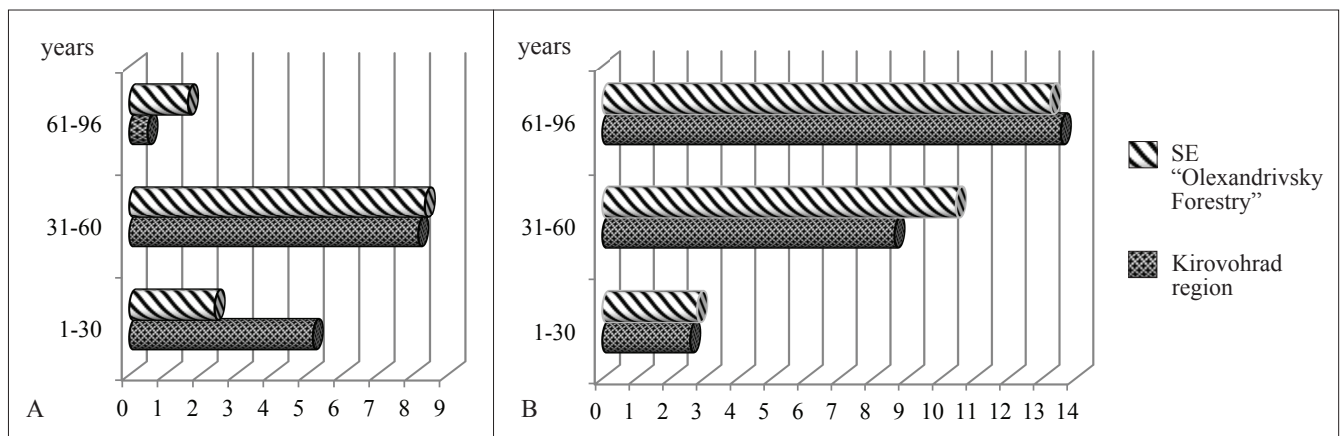 years
61-96
31-60
1-30
0 1 2 3 4 5 6 7 8 9
A
years
61-96
31-60
1-30
0 1 2 3 4 5 6 7 8 9 10 11 12 13 14
B
SE
“Olexandrivsky
Forestry”
Kirovohrad
region